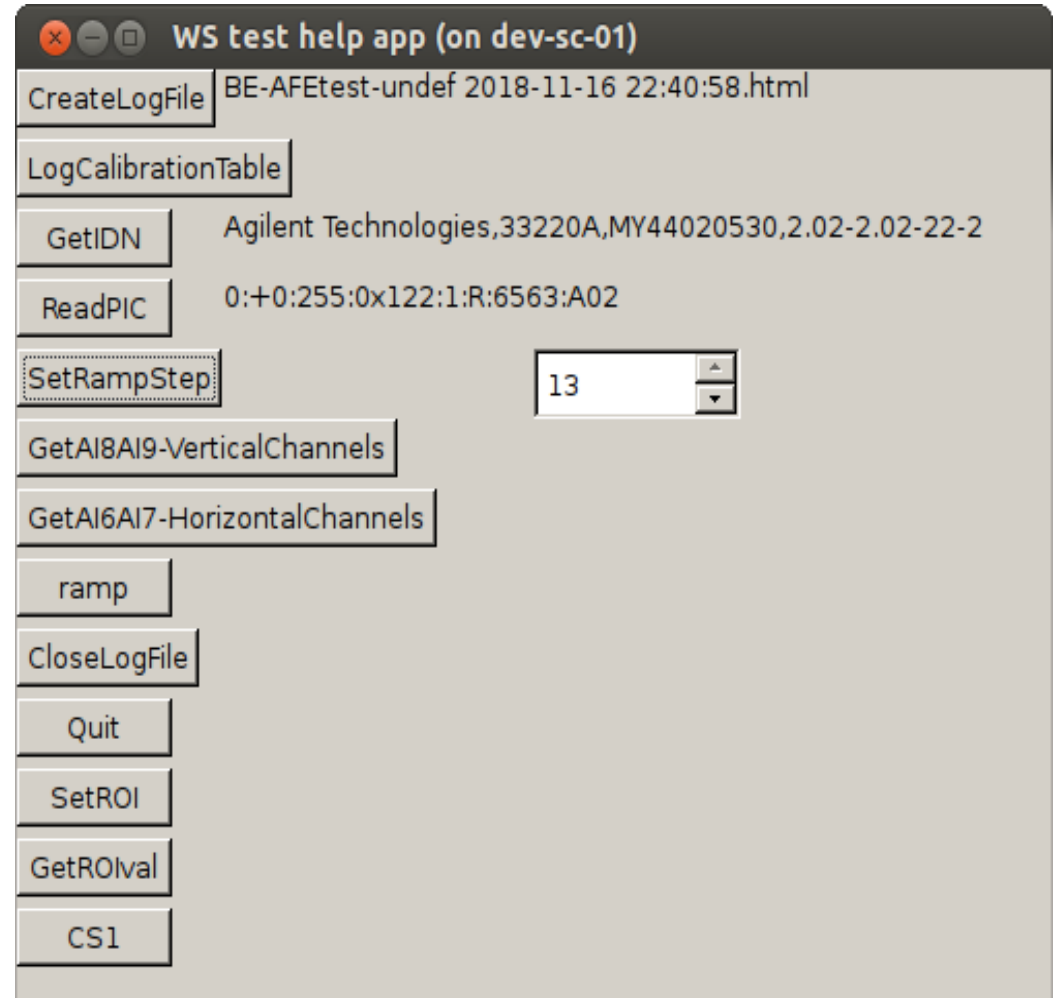 WS test help app (on dev-sc-01)
CreateLogFile BE-AFEtest-undef 2018-11-16 22:40:58.html
LogCalibrationTable
GetIDN Agilent Technologies,33220A,MY44020530,2.02-2.02-22-2
ReadPIC 0:+0:255:0x122:1:R:6563:A02
SetRampStep 13
GetAI8AI9-VerticalChannels
GetAI6AI7-HorizontalChannels
ramp
CloseLogFile
Quit
SetROI
GetROIval
CS1